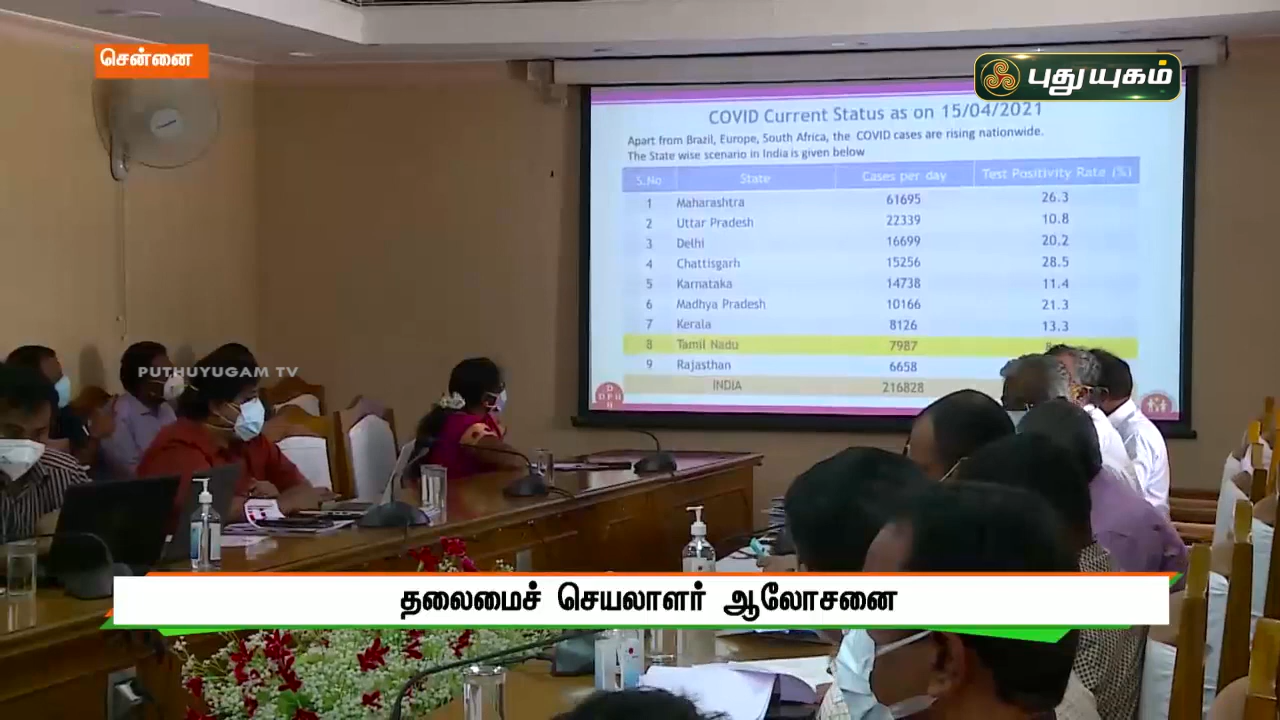 சென்னை
புதுயுகம்
COVID Current Status as on 15/04/2021
Apart from Brazil, Europe, South Africa, the COVID cases are rising nationwide.
The State wise scenario in India is given below
S.No State Cases per day Test Positivity Rate (%)
1 Maharashtra 61695 26.3
2 Uttar Pradesh 22339 10.8
3 Delhi 16699 20.2
4 Chattisgarh 15256 28.5
5 Karnataka 14738 11.4
6 Madhya Pradesh 10166 21.3
7 Kerala 8126 13.3
8 Tamil Nadu 7987
9 Rajasthan 6658
INDIA 216828
PUTHUYUGAM TV
தலைமைச் செயலாளர் ஆலோசனை